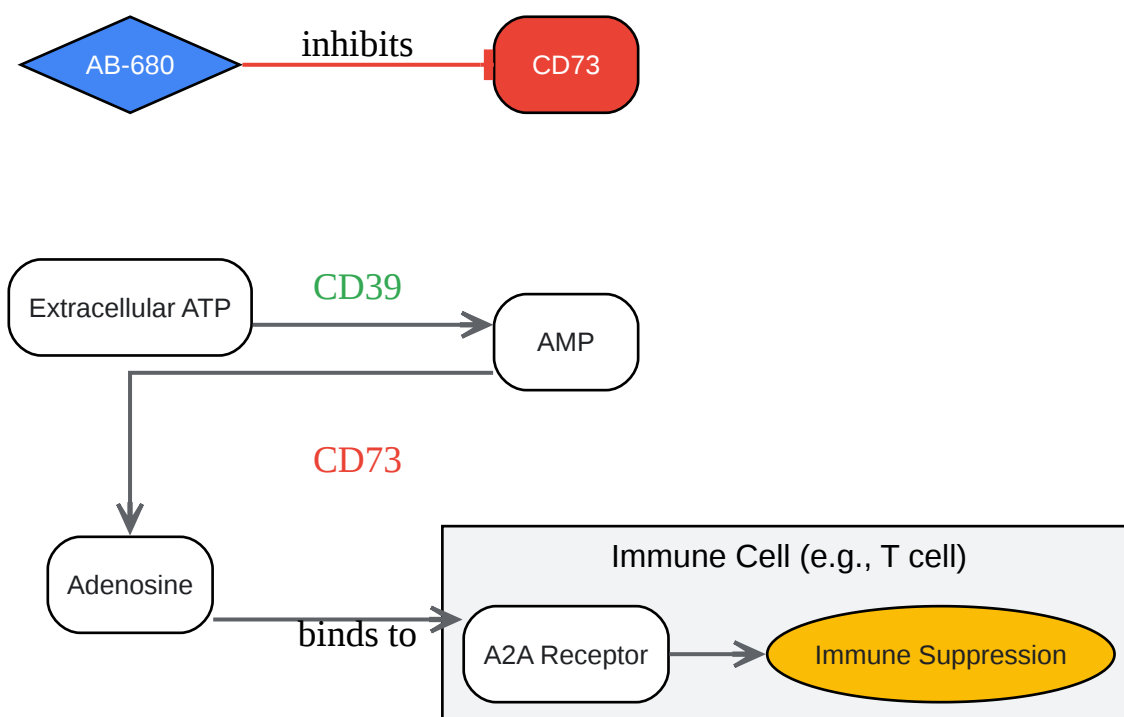 AB-680
inhibits
CD73
Extracellular ATP
CD39
AMP
CD73
Adenosine
binds to
Immune Cell (e.g., T cell)
A2A Receptor
Immune Suppression